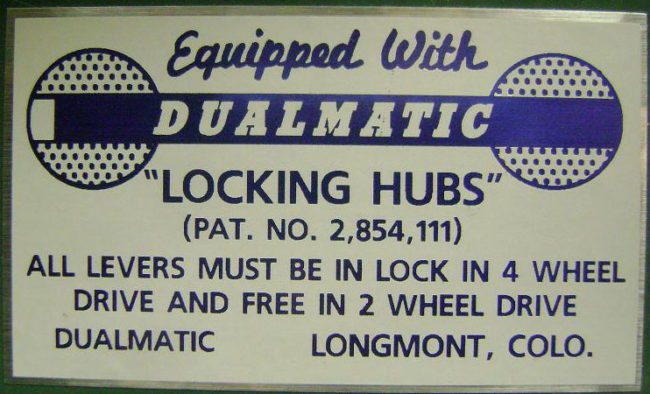 Equipped With
DUALMATIC
"LOCKING HUBS"
(PAT. NO. 2,854,111)
ALL LEVERS MUST BE IN LOCK IN 4 WHEEL
DRIVE AND FREE IN 2 WHEEL DRIVE
DUALMATIC LONGMONT, COLO.